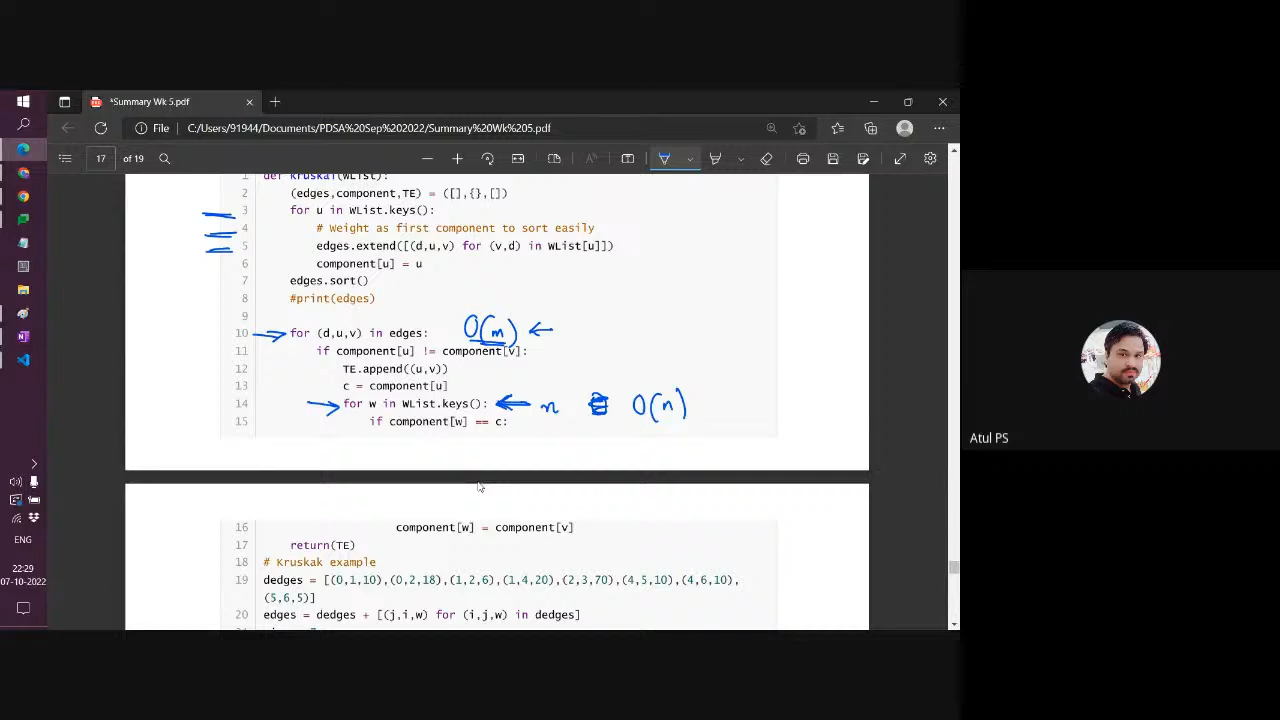 *Summary Wk 5.pdf
File
C:/Users/91944/Documents/PDSA%20Sep%202022/Summary%20Wk%205.pdf
17 of 19
1 def kruskal(WList):
2 (edges,component,TE) = ([],{},[])
3 for u in WList.keys():
4 # Weight as first component to sort easily
5 edges.extend([(d,u,v) for (v,d) in WList[u]])
6 component[u] = u
7 edges.sort()
8 #print(edges)
9
10 for (d,u,v) in edges: O(m) ←
11 if component[u] != component[v]:
12 TE.append((u,v))
13 c = component[u]
14 for w in WList.keys(): ← n O(n)
15 if component[w] == c:
16 component[w] = component[v]
17 return(TE)
18 # Kruskak example
19 dedges = [(0,1,10),(0,2,18),(1,2,6),(1,4,20),(2,3,70),(4,5,10),(4,6,10),
(5,6,5)]
20 edges = dedges + [(j,i,w) for (i,j,w) in dedges]
ENG
22:29
07-10-2022
Atul PS